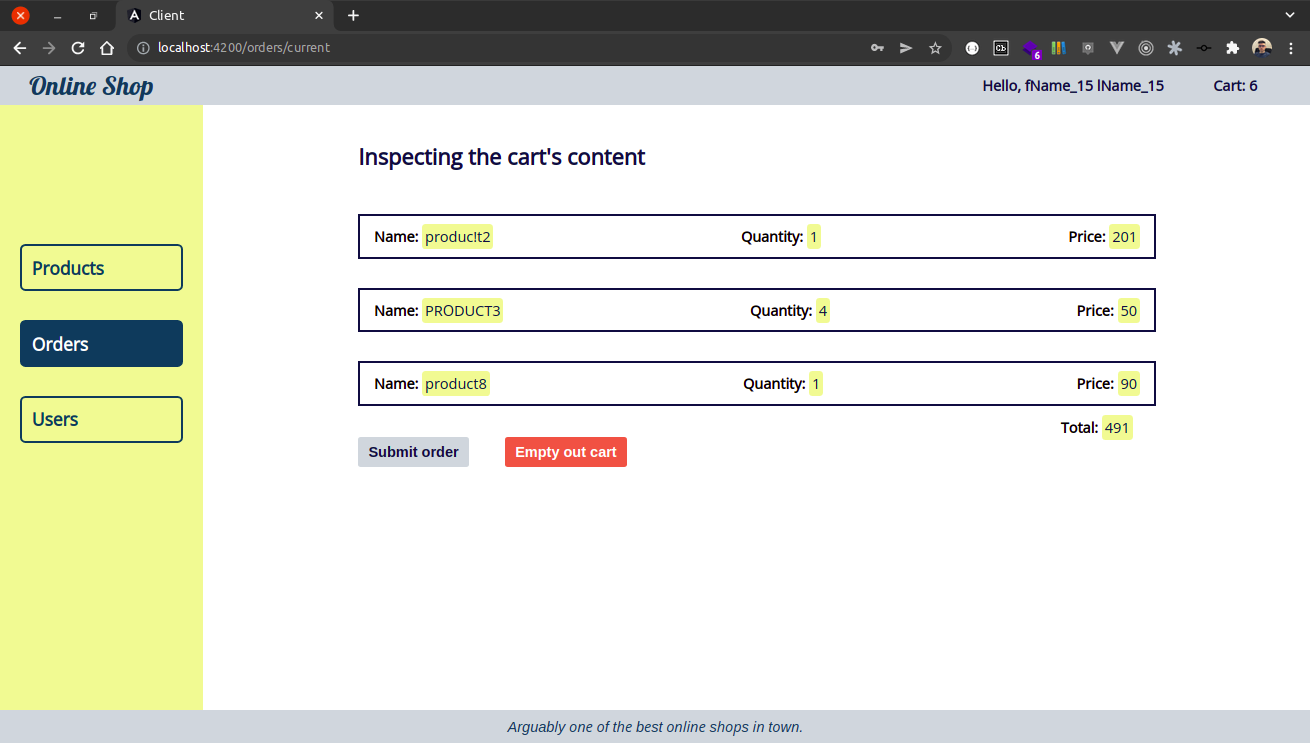 Client
localhost:4200/orders/current
6
Online Shop
Hello, fName_15 lName_15 Cart: 6
Inspecting the cart's content
Name: produc!t2 Quantity: 1 Price: 201
Products
Name: PRODUCT3 Quantity: 4 Price: 50
Orders
Name: product8 Quantity: 1 Price: 90
Users
Total: 491
Submit order Empty out cart
Arguably one of the best online shops in town.